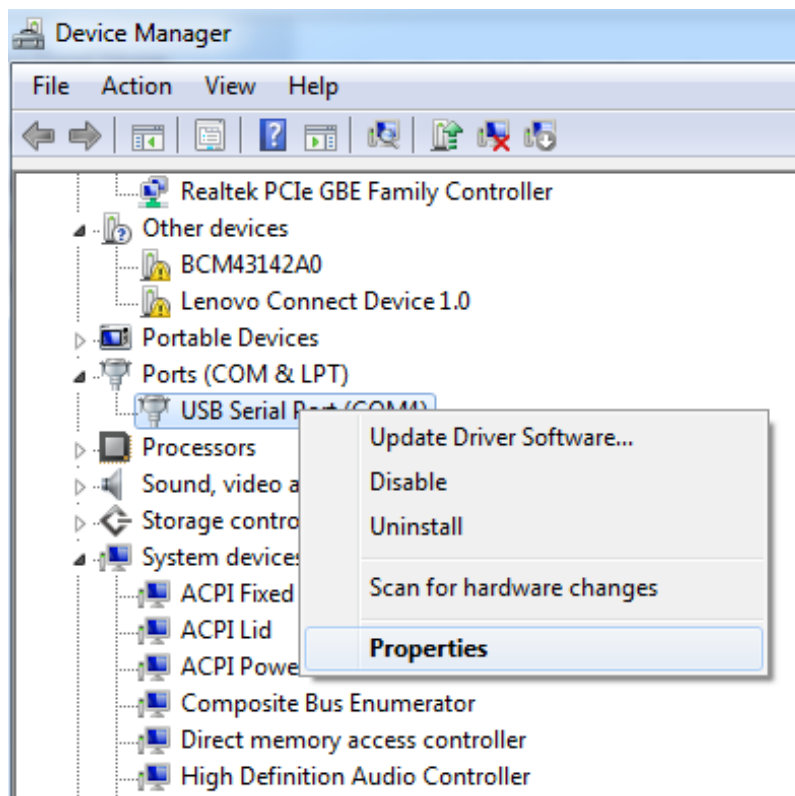 Device Manager
File Action View Help
Realtek PCIe GBE Family Controller
Other devices
BCM43142A0
Lenovo Connect Device 1.0
Portable Devices
Ports (COM & LPT)
USB Serial Port (COM4)
Update Driver Software...
Processors
Disable
Sound, video a
Storage contro
Uninstall
System devices
Scan for hardware changes
ACPI Fixed
ACPI Lid
Properties
ACPI Powe
Composite Bus Enumerator
Direct memory access controller
High Definition Audio Controller